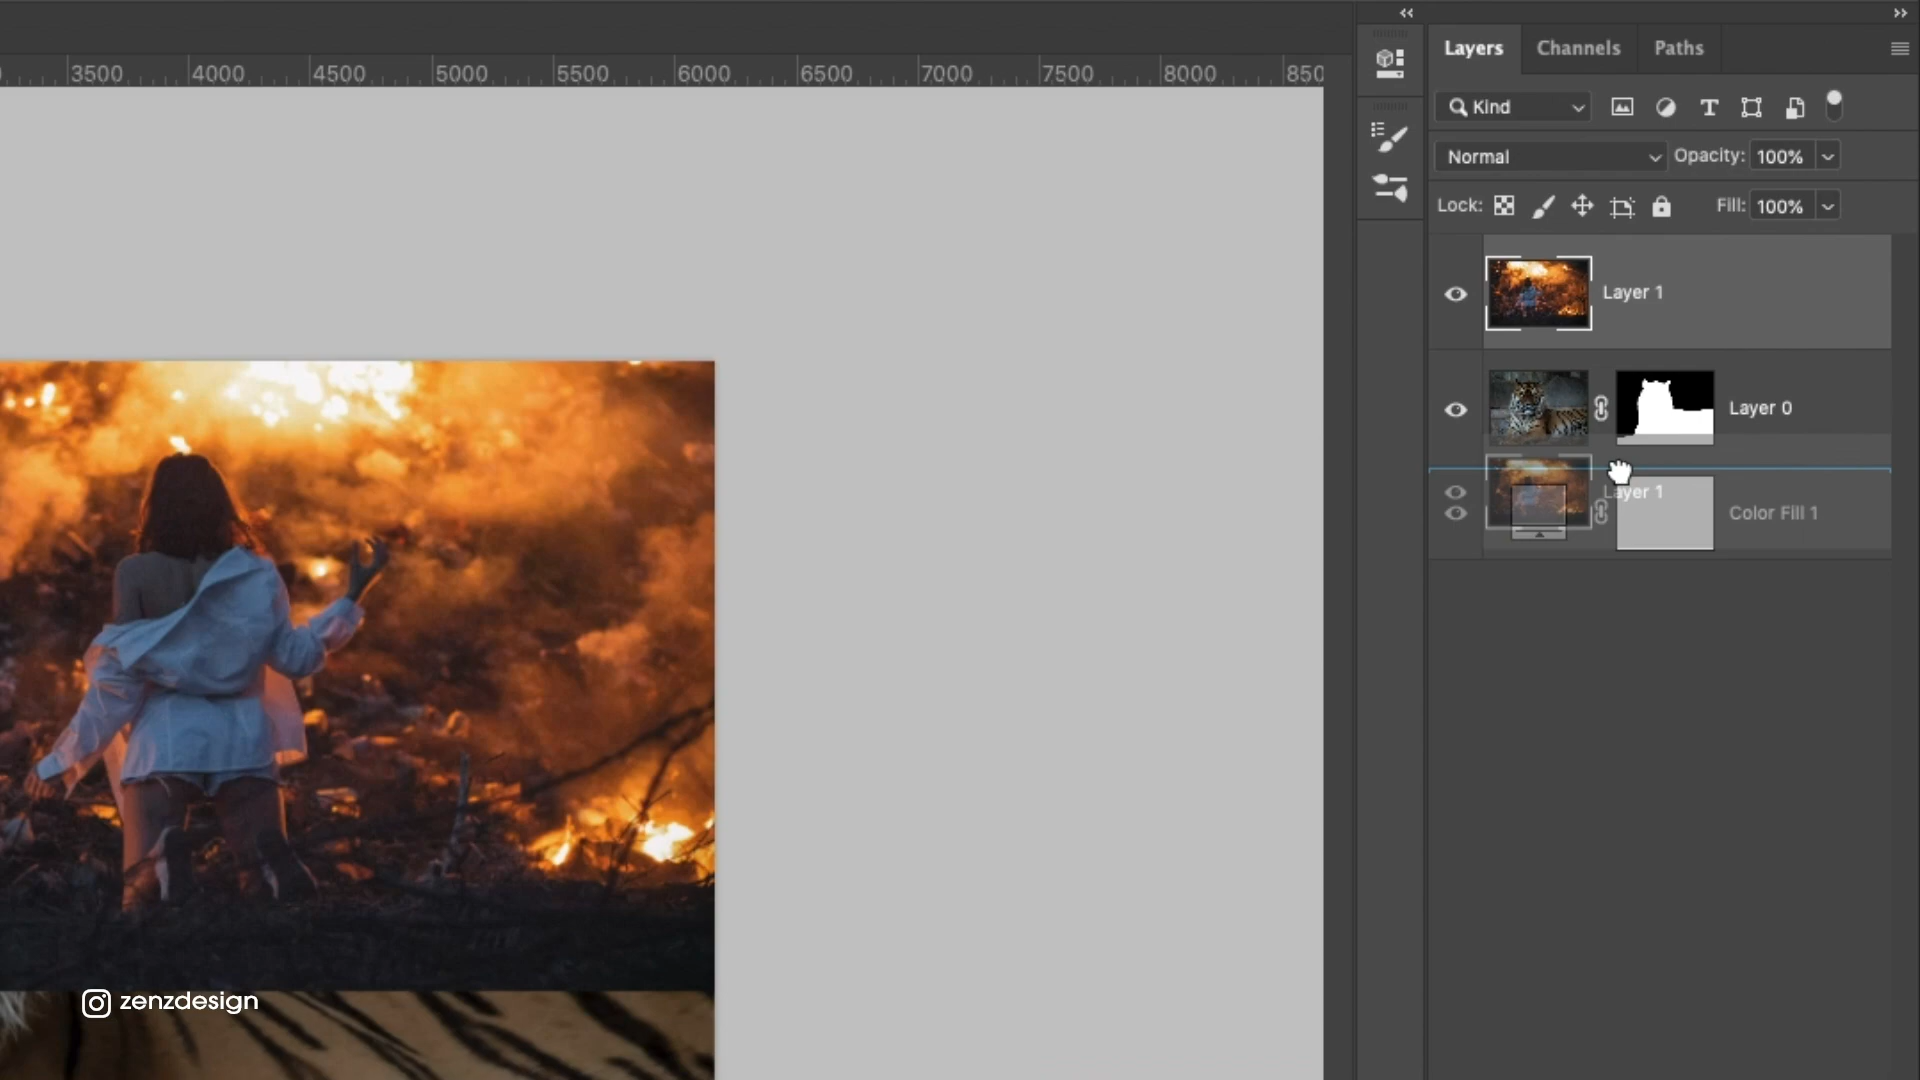 Layers Channels Paths
3500 4000 4500 5000 5500 6000 6500 7000 7500 8000 850
Kind
Normal Opacity: 100%
Lock: Fill: 100%
Layer 1
Layer 0
Layer 1
Color Fill 1
zenzdesign